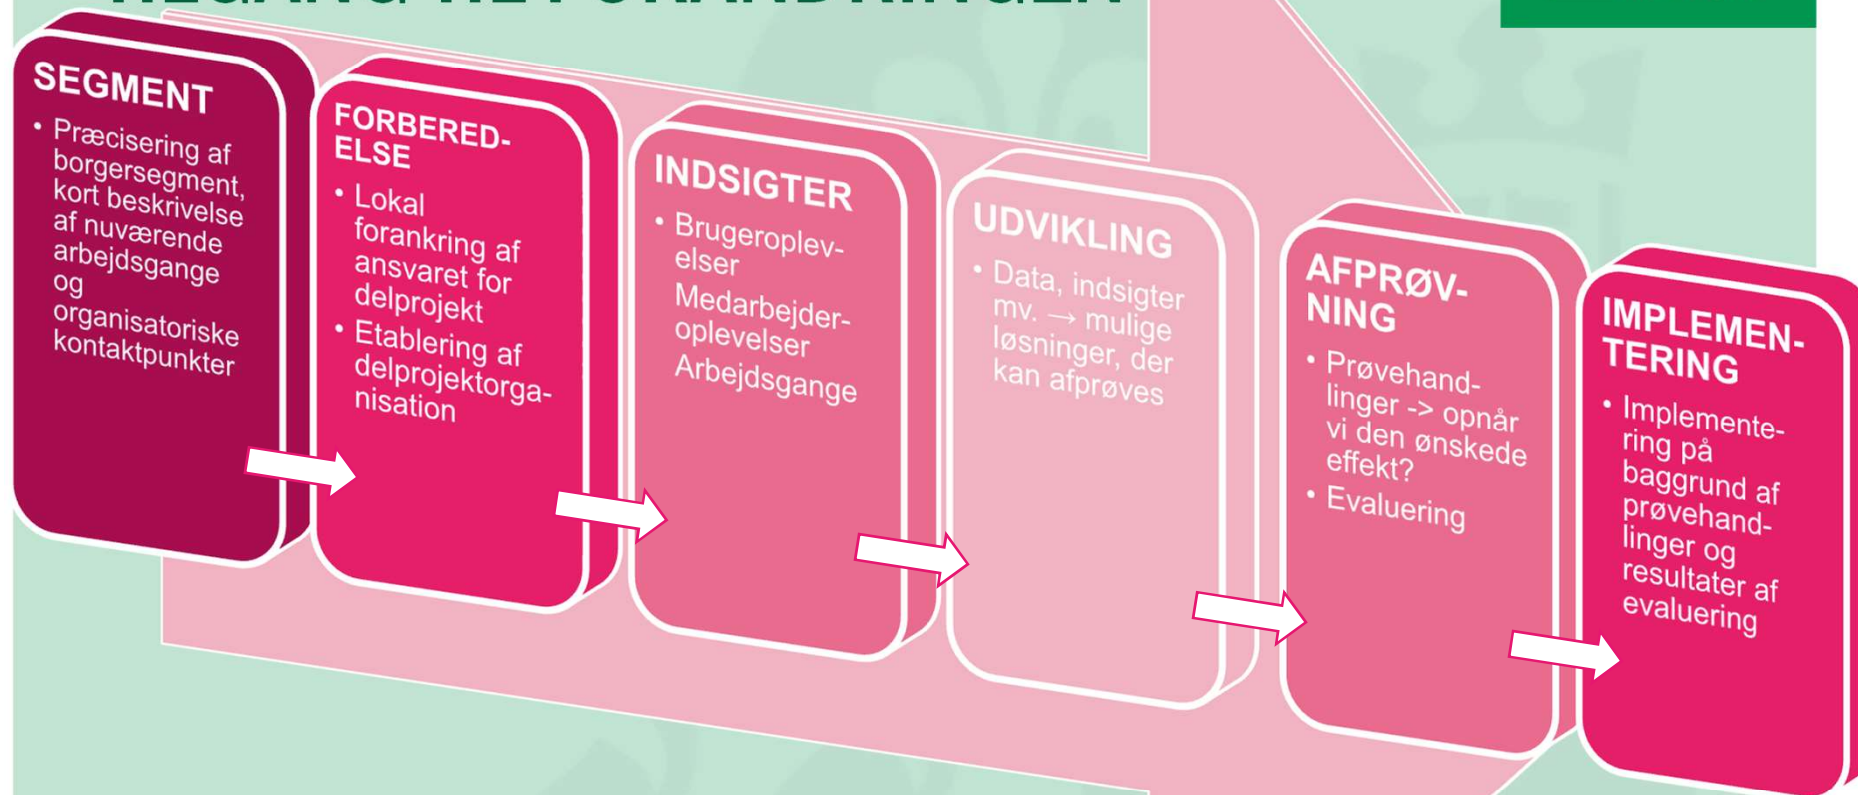 TIL FORANDRINGEN
SEGMENT
• Præcisering af
borgersegment,
kort beskrivelse
af nuværende
arbejdsgange
og
organisatoriske
kontaktpunkter
FORBERED-
ELSE
• Lokal
forankring af
ansvaret for
delprojekt
• Etablering af
delprojektorga-
nisation
INDSIGTER
• Brugeroplev-
elser
Medarbejder-
oplevelser
Arbejdsgange
UDVIKLING
• Data, indsigter
mv. → mulige
løsninger, der
kan afprøves
AFPRØV-
NING
• Prøvehand-
linger -> opnår
vi den ønskede
effekt?
• Evaluering
IMPLEMEN-
TERING
• Implemente-
ring på
baggrund af
prøvehand-
linger og
resultater af
evaluering